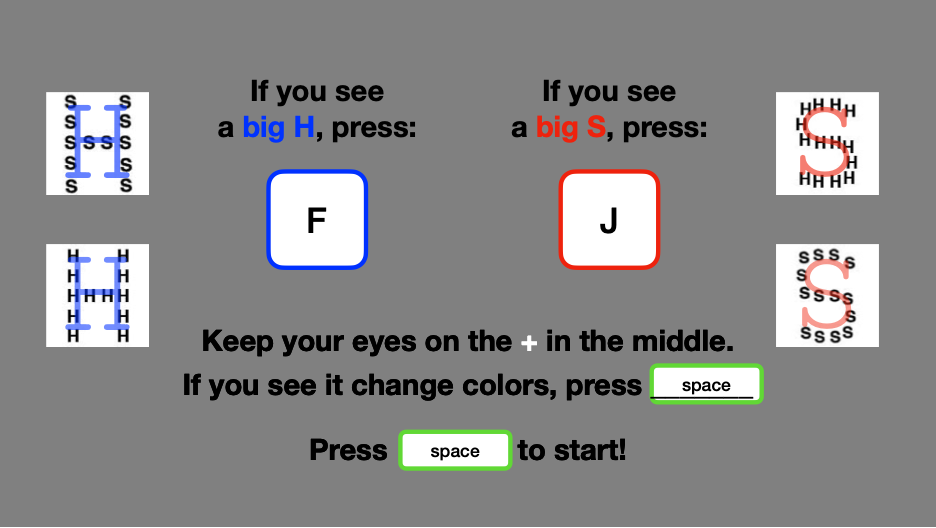 If you see
a big H, press:
F
If you see
a big S, press:
J
S S
S S
S S S S
S S
S S
H
H H
H H
H H H H
H H
H H
H
H H H H
H
H H H H
H
H H H H
S
S S S S
S
S S S S
S
S S S S
S
Keep your eyes on the + in the middle.
If you see it change colors, press space
Press space to start!